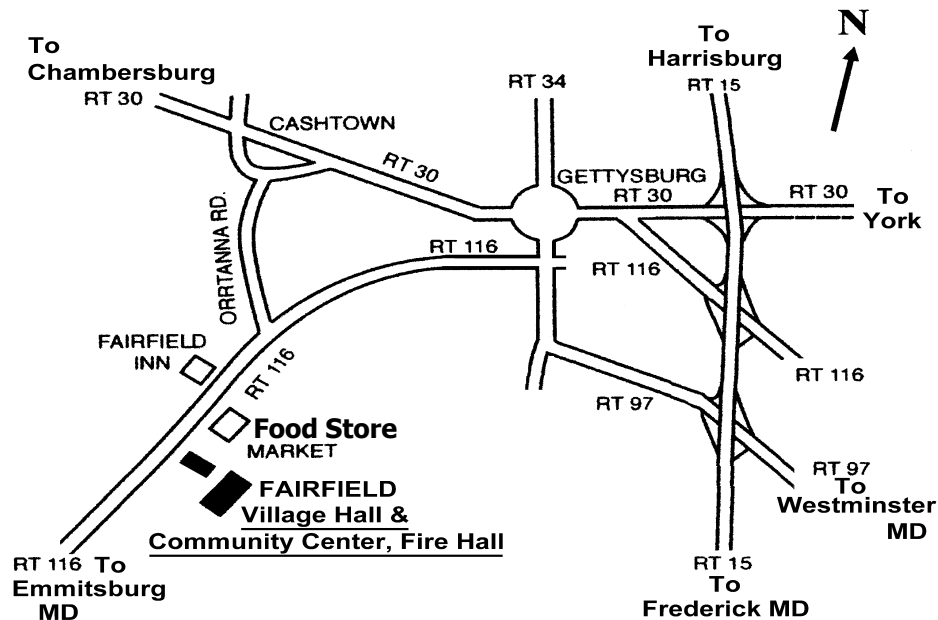 N
To
Chambersburg
RT 30
To
Harrisburg
RT 15
RT 34
CASHTOWN
RT 30
GETTYSBURG
RT 30
RT 30
To
York
ORRTANNA RD.
RT 116
RT 116
FAIRFIELD
INN
RT 116
RT 116
Food Store
MARKET
RT 97
RT 97
To
Westminster
MD
FAIRFIELD
Village Hall &
Community Center, Fire Hall
RT 116 To
Emmitsburg
MD
RT 15
To
Frederick MD